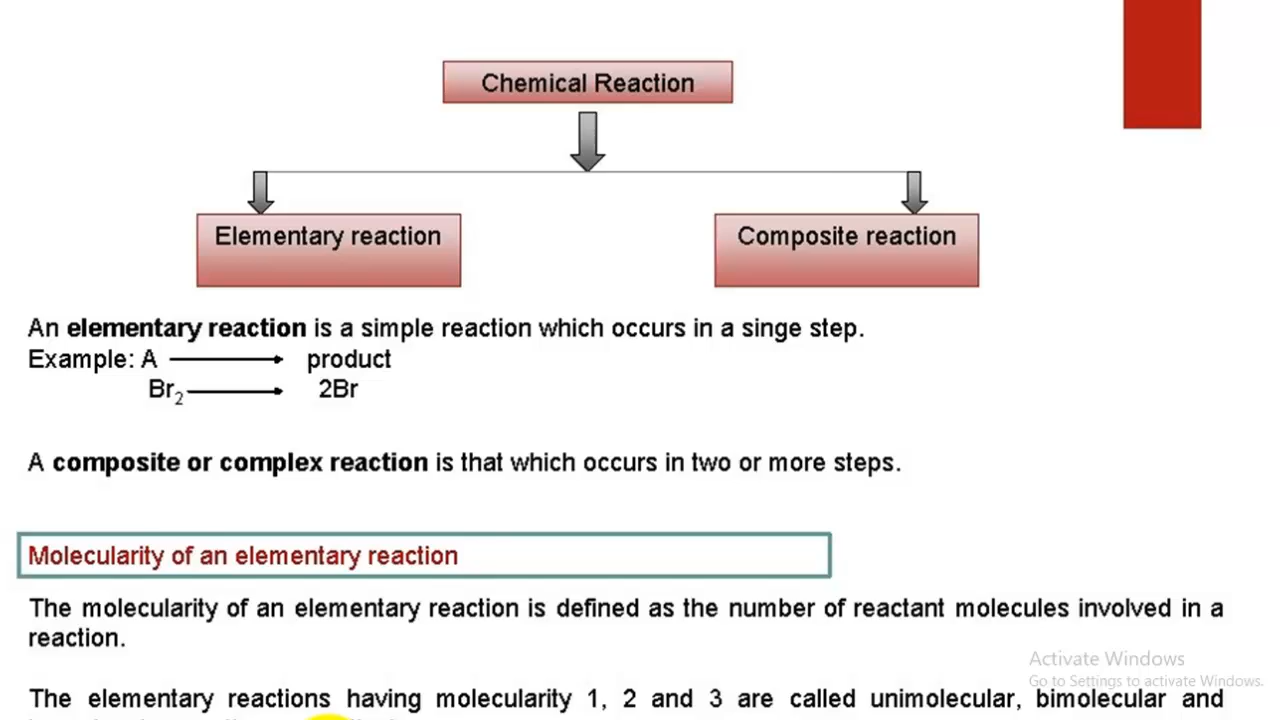 Chemical Reaction
Elementary reaction
Composite reaction
An elementary reaction is a simple reaction which occurs in a singe step.
Example: A product
Br2 2Br
A composite or complex reaction is that which occurs in two or more steps.
Molecularity of an elementary reaction
The molecularity of an elementary reaction is defined as the number of reactant molecules involved in a
reaction.
Activate Windows
Go to Settings to activate Windows.
The elementary reactions having molecularity 1, 2 and 3 are called unimolecular, bimolecular and